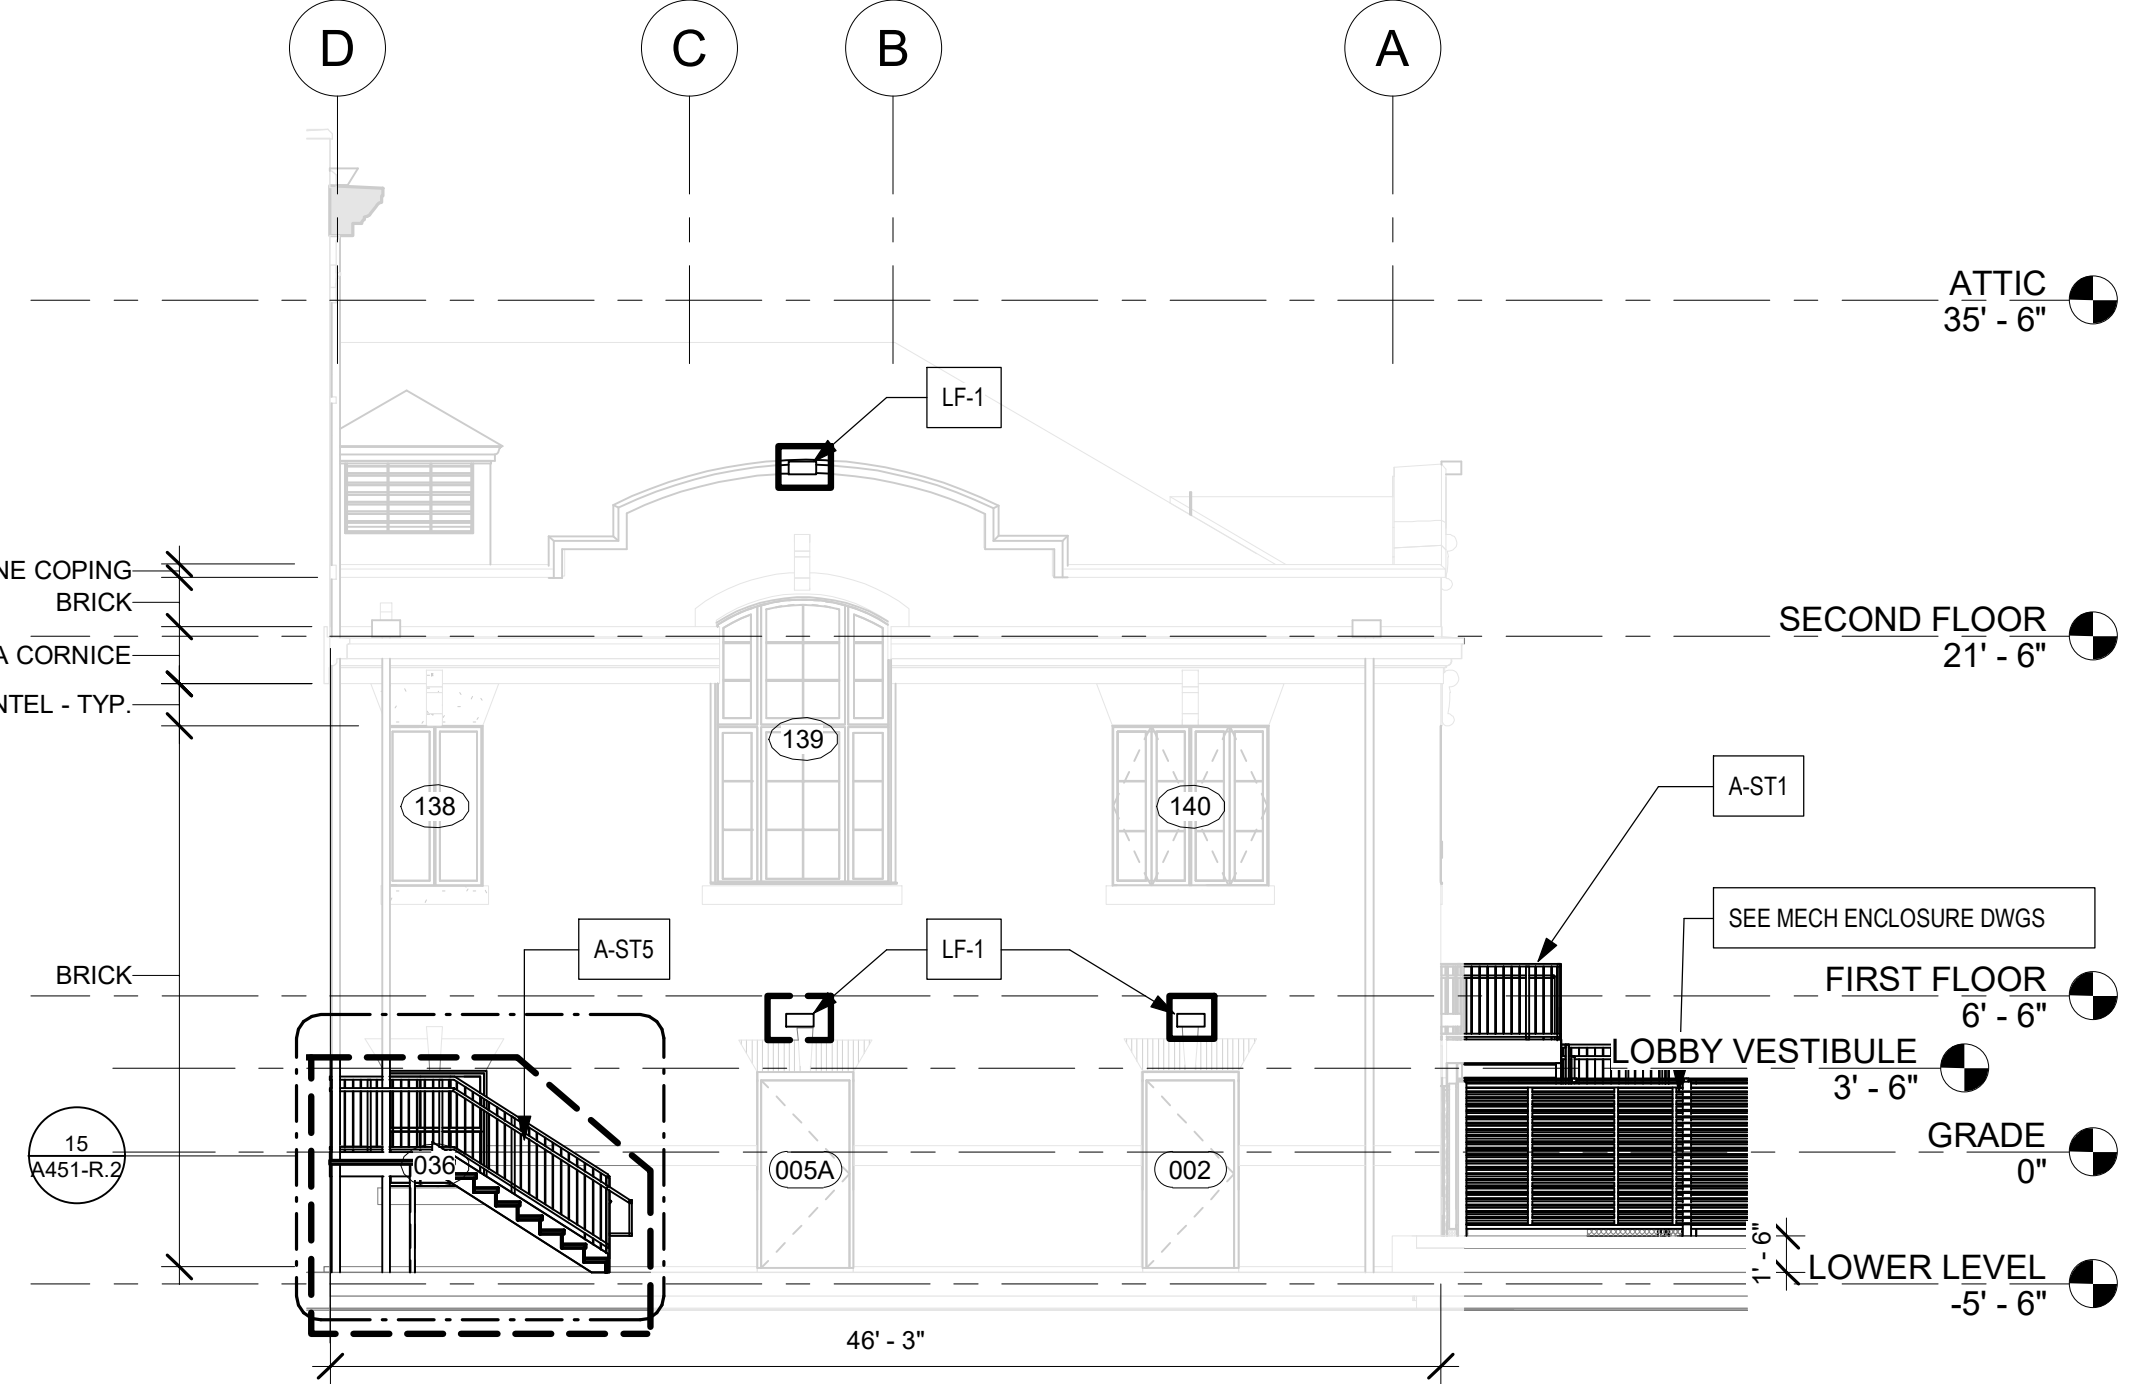 D
C
B
A
ATTIC
35' - 6"
LF-1
NE COPING
BRICK
SECOND FLOOR
21' - 6"
A CORNICE
NTEL - TYP.
139
138
140
A-ST1
SEE MECH ENCLOSURE DWGS
A-ST5
LF-1
BRICK
FIRST FLOOR
6' - 6"
LOBBY VESTIBULE
3' - 6"
15
A451-R.2
036
005A
002
GRADE
0"
1' - 6"
LOWER LEVEL
-5' - 6"
46' - 3"